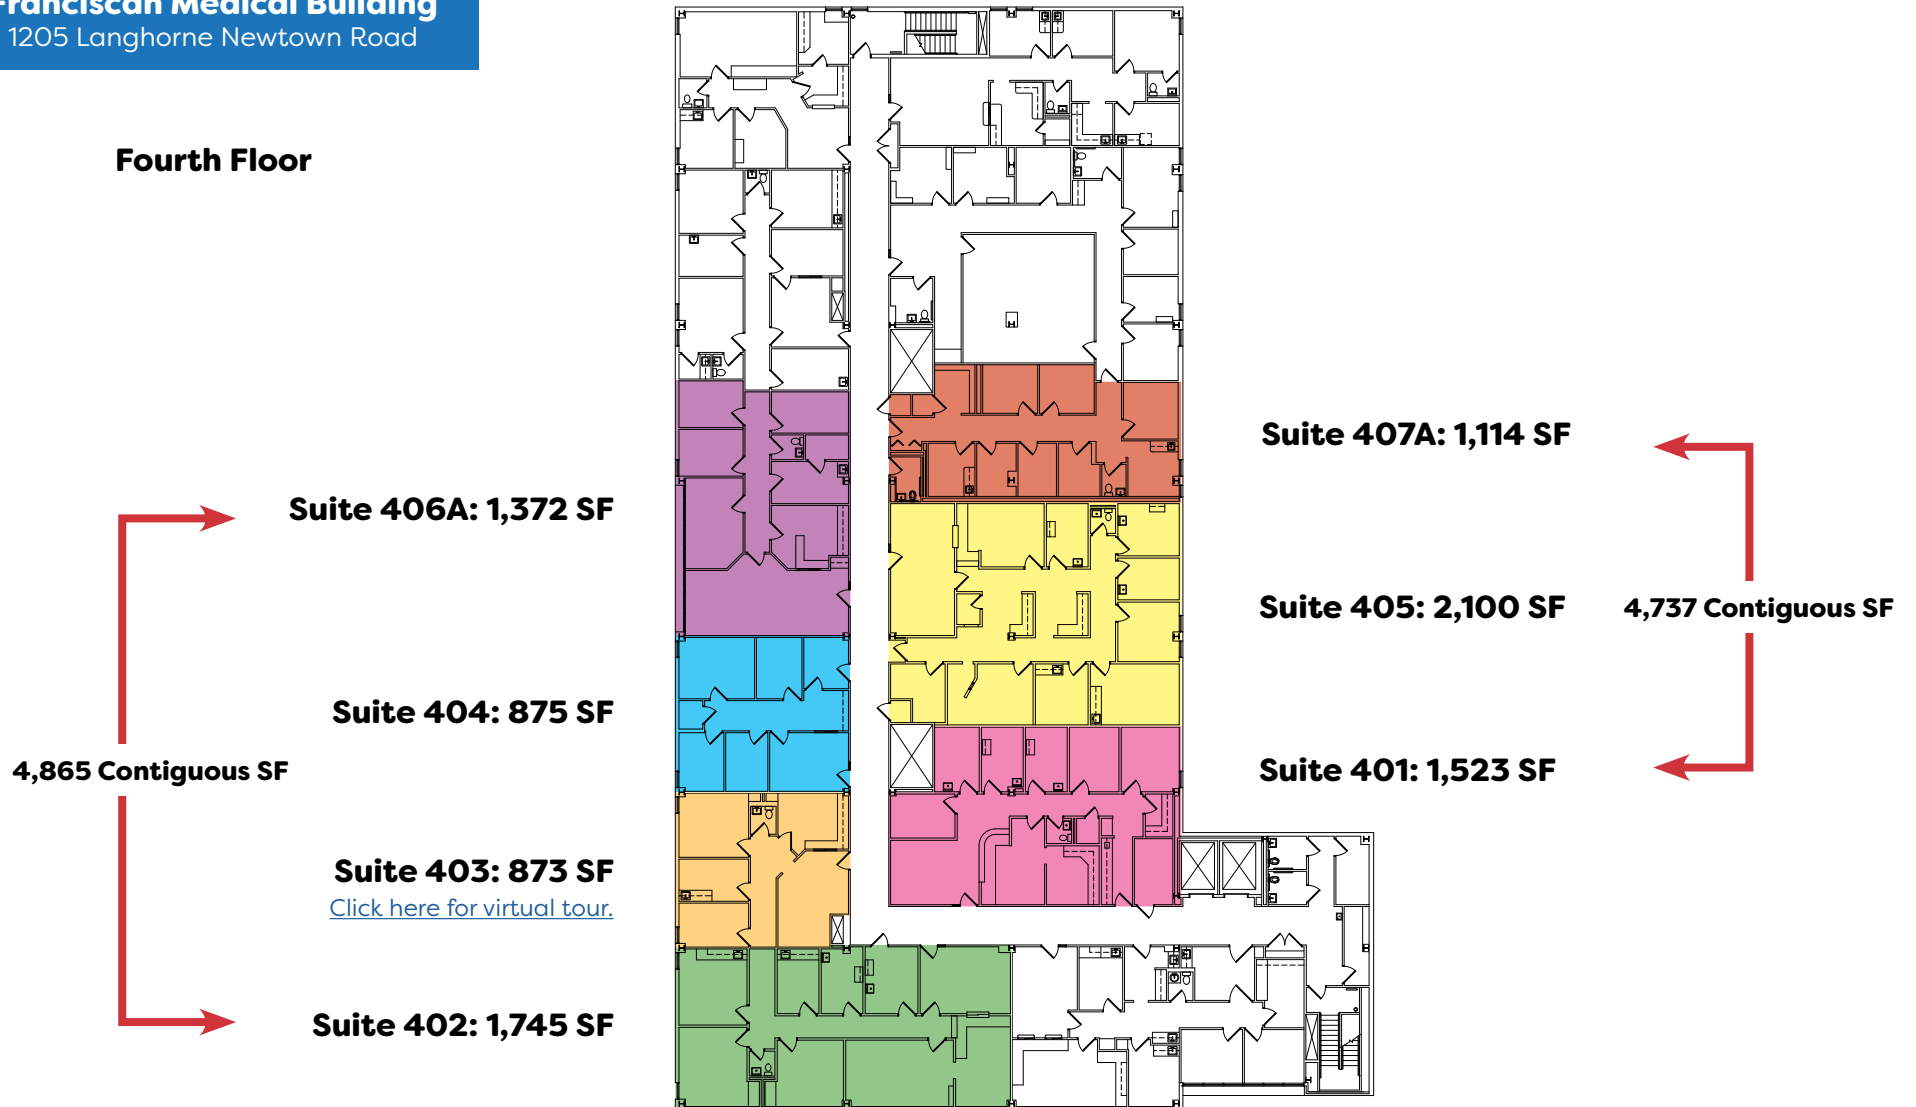 Franciscan Medical Building
1205 Langhorne Newtown Road
Fourth Floor
Suite 407A: 1,114 SF
Suite 406A: 1,372 SF
Suite 405: 2,100 SF
4,737 Contiguous SF
Suite 404: 875 SF
4,865 Contiguous SF
Suite 401: 1,523 SF
Suite 403: 873 SF
Click here for virtual tour.
Suite 402: 1,745 SF